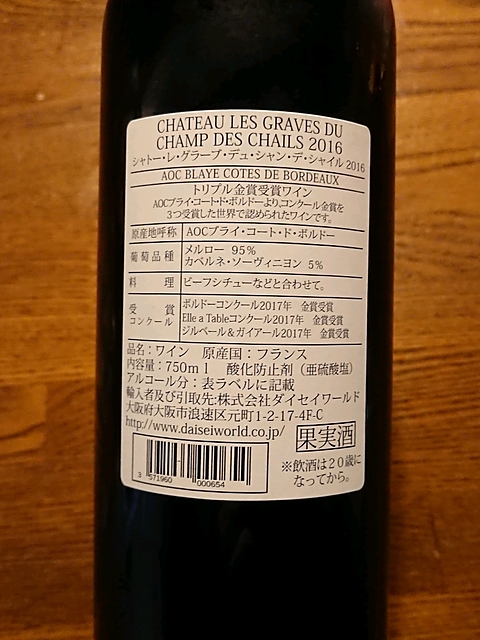 CHATEAU LES GRAVES DU
CHAMP DES CHAILS 2016
シャトー・レ・グラーブ・デュ・シャン・デ・シャイル 2016
AOC BLAYE COTES DE BORDEAUX
トリプル金賞受賞ワイン
AOCブライ・コート・ド・ボルドーより、コンクール金賞を
3つ受賞した世界で認められたワインです。
原産地呼称 AOCブライ・コート・ド・ボルドー
葡萄品種 メルロー 95%
カベルネ・ソーヴィニヨン 5%
料理 ビーフシチューなどと合わせて。
受賞コンクール ボルドーコンクール2017年 金賞受賞
Elle a Tableコンクール2017年 金賞受賞
ジルベール&ガイアール2017年 金賞受賞
品名:ワイン 原産国:フランス
内容量:750ml 酸化防止剤(亜硫酸塩)
アルコール分:表ラベルに記載
輸入者及び引取先:株式会社ダイセイワールド
大阪府大阪市浪速区元町1-2-17-4F-C
http://www.daiseiworld.co.jp/
果実酒
※飲酒は20歳に
なってから。
3 571960 000654